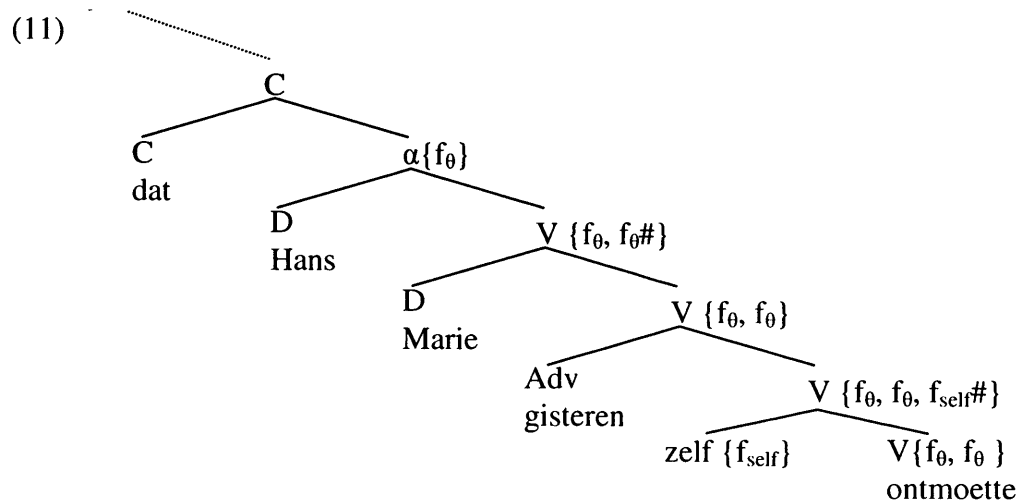 (11)
C
C
dat
α{fθ}
D
Hans
V {fθ, fθ#}
D
Marie
V {fθ, fθ}
Adv
gisteren
V {fθ, fθ, fself#}
zelf {fself}
V{fθ, fθ }
ontmoette